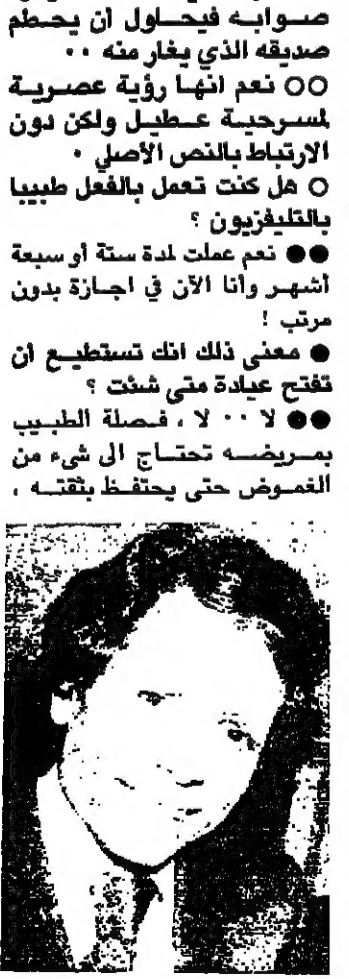 صوابه فيحاول ان يحطم
صديقه الذي يغار منه ٠٠
○○ نعم انها رؤية عصرية
لمسرحية عطيل ولكن دون
الارتباط بالنص الأصلي ٠
○ هل كنت تعمل بالفعل طبيبا
بالتليفزيون ؟
●● نعم عملت لمدة ستة أو سبعة
أشهر وأنا الآن في اجازة بدون
مرتب !
● معنى ذلك انك تستطيع ان
تفتح عيادة متى شئت ؟
●● لا ٠٠ لا ، فصلة الطبيب
بمريضه تحتاج الى شيء من
الغموض حتى يحتفظ بثقته ،